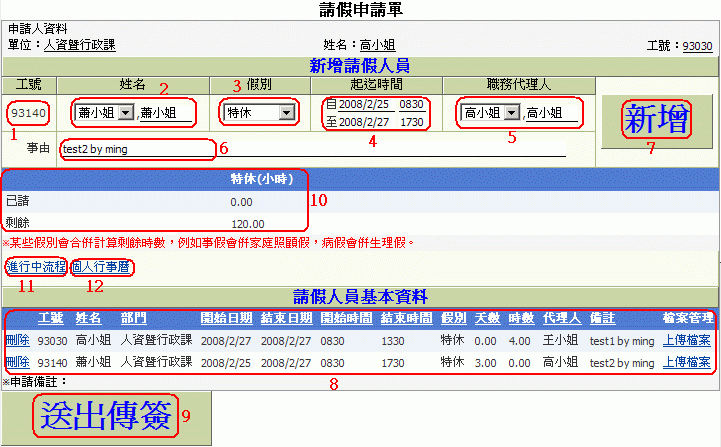 請假申請單
申請人資料
單位：人資暨行政課 姓名：高小姐 工號：93030
新增請假人員
工號 姓名 2 3 假別 起迄時間 職務代理人
93140 蕭小姐 ,蕭小姐 特休 自 2008/2/25 0830 高小姐 ,高小姐 新增
至 2008/2/27 1730
1 4 5 7
事由 test2 by ming 6
特休(小時)
已請 0.00 10
剩餘 120.00
※某些假別會合併計算剩餘時數，例如事假會併家庭照顧假，病假會併生理假。
進行中流程 個人行事曆
11 12
請假人員基本資料
工號 姓名 部門 開始日期 結束日期 開始時間 結束時間 假別 天數 時數 代理人 備註 檔案管理
刪除 93030 高小姐 人資暨行政課 2008/2/27 2008/2/27 0830 1330 特休 0.00 4.00 王小姐 test1 by ming 上傳檔案
刪除 93140 蕭小姐 人資暨行政課 2008/2/25 2008/2/27 0830 1730 特休 3.00 0.00 高小姐 test2 by ming 上傳檔案
※申請備註： 8
送出傳簽 9